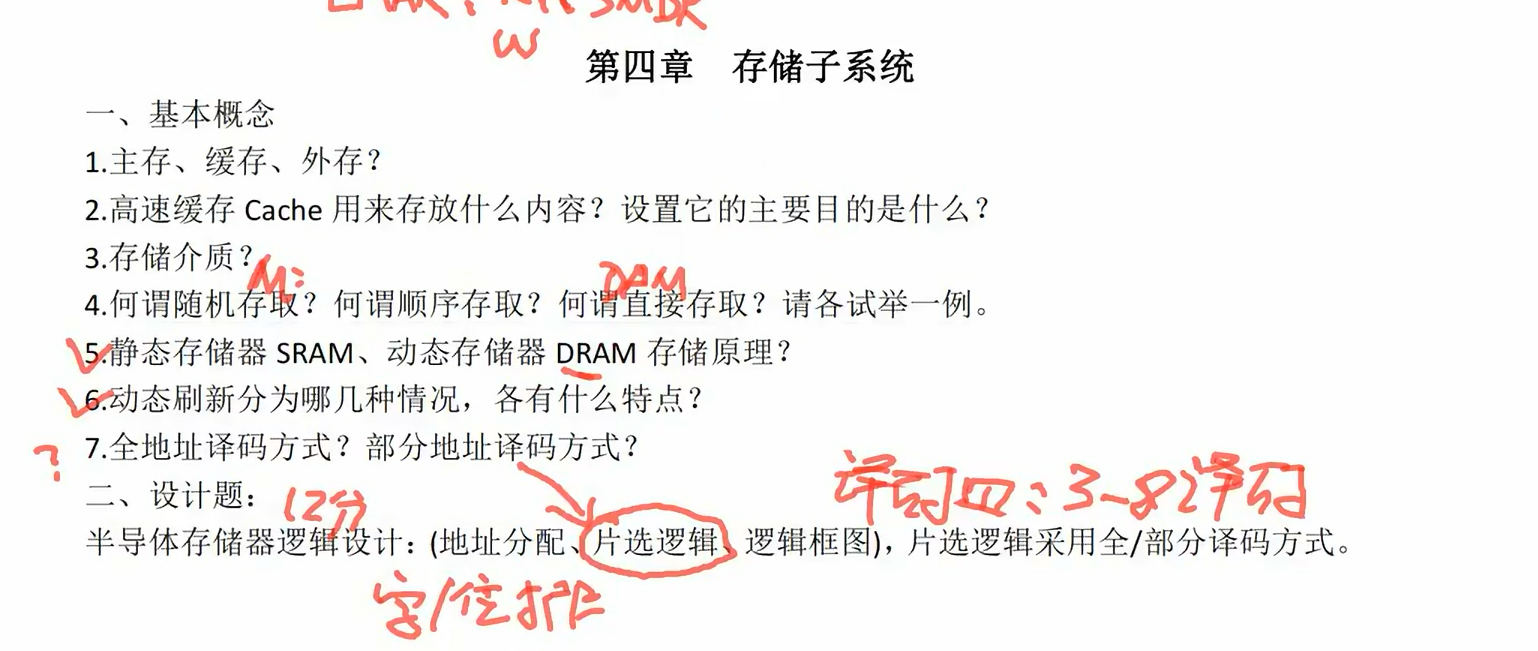 W
第四章 存储子系统
一、基本概念
1.主存、缓存、外存？
2.高速缓存 Cache 用来存放什么内容？设置它的主要目的是什么？
3.存储介质？
M: DAM
4.何谓随机存取？何谓顺序存取？何谓直接存取？请各试举一例。
5.静态存储器 SRAM、动态存储器 DRAM 存储原理？
6.动态刷新分为哪几种情况，各有什么特点？
? 7.全地址译码方式？部分地址译码方式？
二、设计题： 12分
3-8译码
半导体存储器逻辑设计：(地址分配、片选逻辑、逻辑框图)，片选逻辑采用全/部分译码方式。
字/位扩